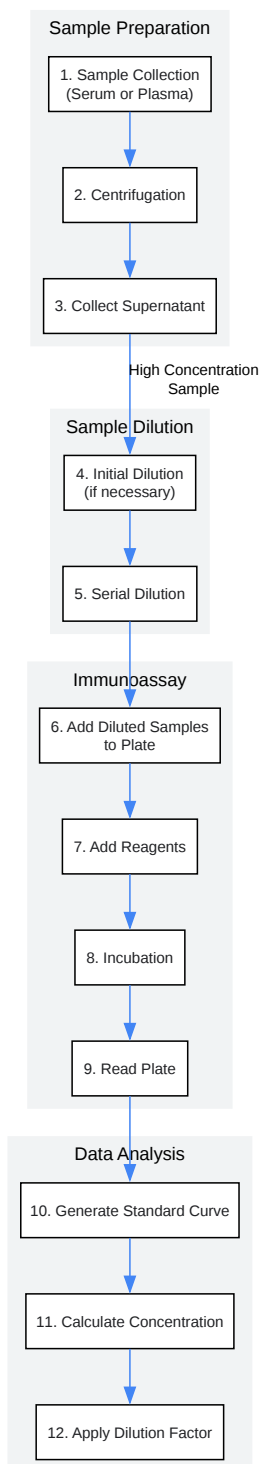 Sample Preparation
1. Sample Collection
(Serum or Plasma)
2. Centrifugation
3. Collect Supernatant
High Concentration
Sample
Sample Dilution
4. Initial Dilution
(if necessary)
5. Serial Dilution
Immunoassay
6. Add Diluted Samples
to Plate
7. Add Reagents
8. Incubation
9. Read Plate
Data Analysis
10. Generate Standard Curve
11. Calculate Concentration
12. Apply Dilution Factor